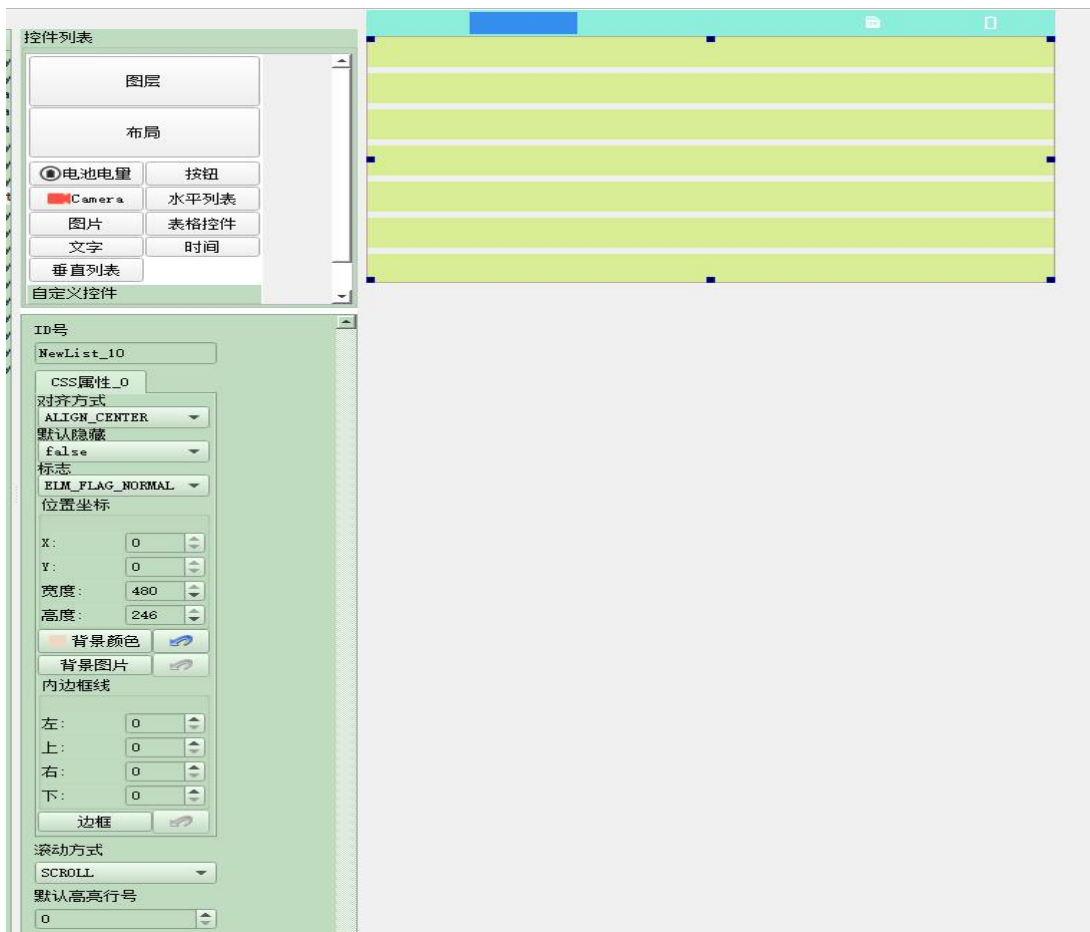 控件列表
图层
布局
电池电量 按钮
Camera 水平列表
图片 表格控件
文字 时间
垂直列表
自定义控件
ID号
NewList_10
CSS属性_0
对齐方式
ALIGN_CENTER
默认隐藏
false
标志
ELM_FLAG_NORMAL
位置坐标
X: 0
Y: 0
宽度: 480
高度: 246
背景颜色
背景图片
内边框线
左: 0
上: 0
右: 0
下: 0
边框
滚动方式
SCROLL
默认高亮行号
0